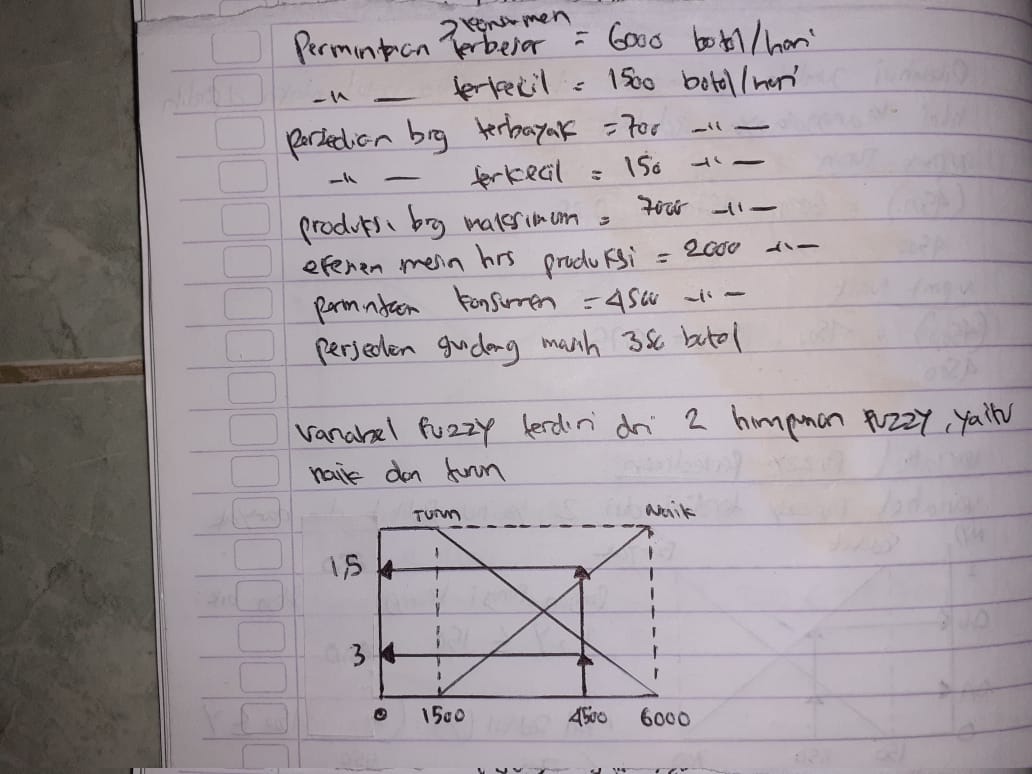 konsumen
Permintaan terbesar = 6000 botol/hari
-"- terkecil = 1500 botol/hari
persedian brg terbayak = 700 -"-
-"- terkecil = 150 -"-
produksi brg maksimum = 7000 -"-
efesien mesin hrs produksi = 2000 -"-
permintaan konsumen = 4500 -"-
persedian gudang masih 350 botol
variabel fuzzy terdiri dri 2 himpunan fuzzy, yaitu
naik dan turun
Turun Naik
1,5
3
0 1500 4500 6000